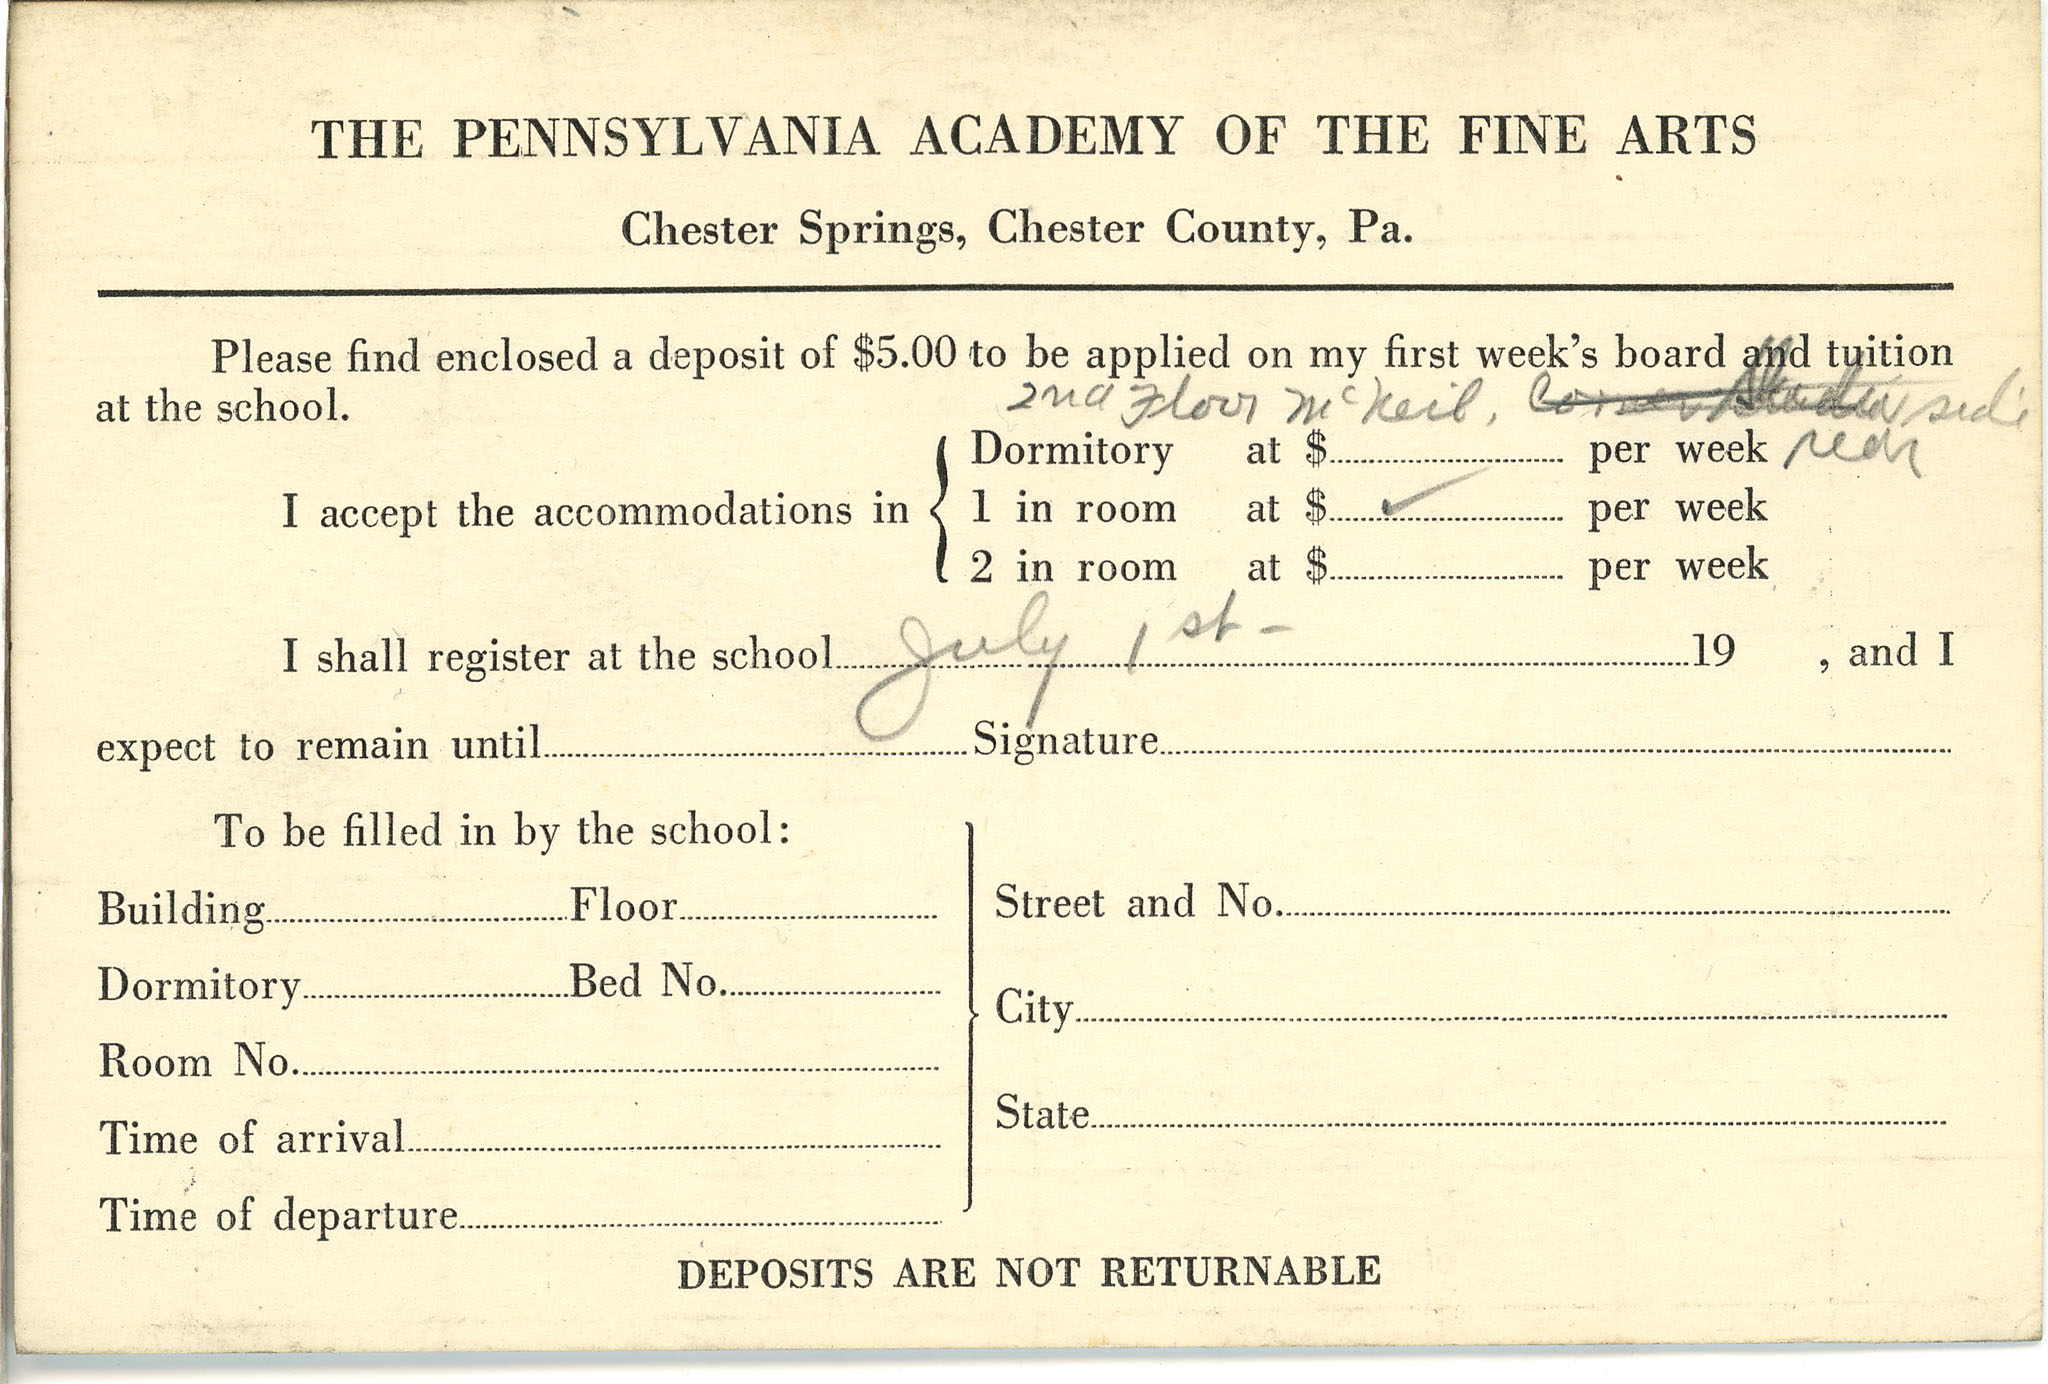 THE PENNSYLVANIA ACADEMY OF THE FINE ARTS
Chester Springs, Chester County, Pa.
Please find enclosed a deposit of $5.00 to be applied on my first week's board and tuition
at the school.
2nd Floor McNeil, Corner side
rear
I accept the accommodations in { Dormitory at $ per week
1 in room at $ ✓ per week
2 in room at $ per week
I shall register at the school July 1st- 19 , and I
expect to remain until Signature
To be filled in by the school:
Building Floor
Dormitory Bed No.
Room No.
Time of arrival
Time of departure
Street and No.
City
State
DEPOSITS ARE NOT RETURNABLE